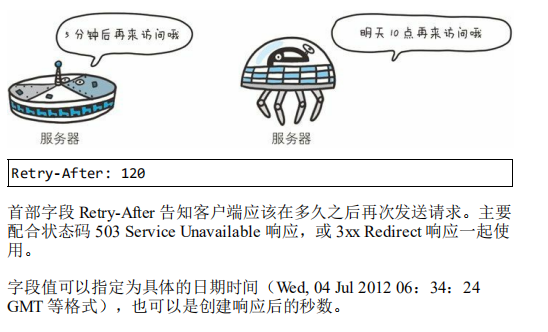 5 分钟后再来访问哦
明天 10 点再来访问哦
服务器
服务器
Retry-After: 120
首部字段 Retry-After 告知客户端应该在多久之后再次发送请求。主要
配合状态码 503 Service Unavailable 响应，或 3xx Redirect 响应一起使
用。
字段值可以指定为具体的日期时间（Wed, 04 Jul 2012 06：34：24
GMT 等格式），也可以是创建响应后的秒数。